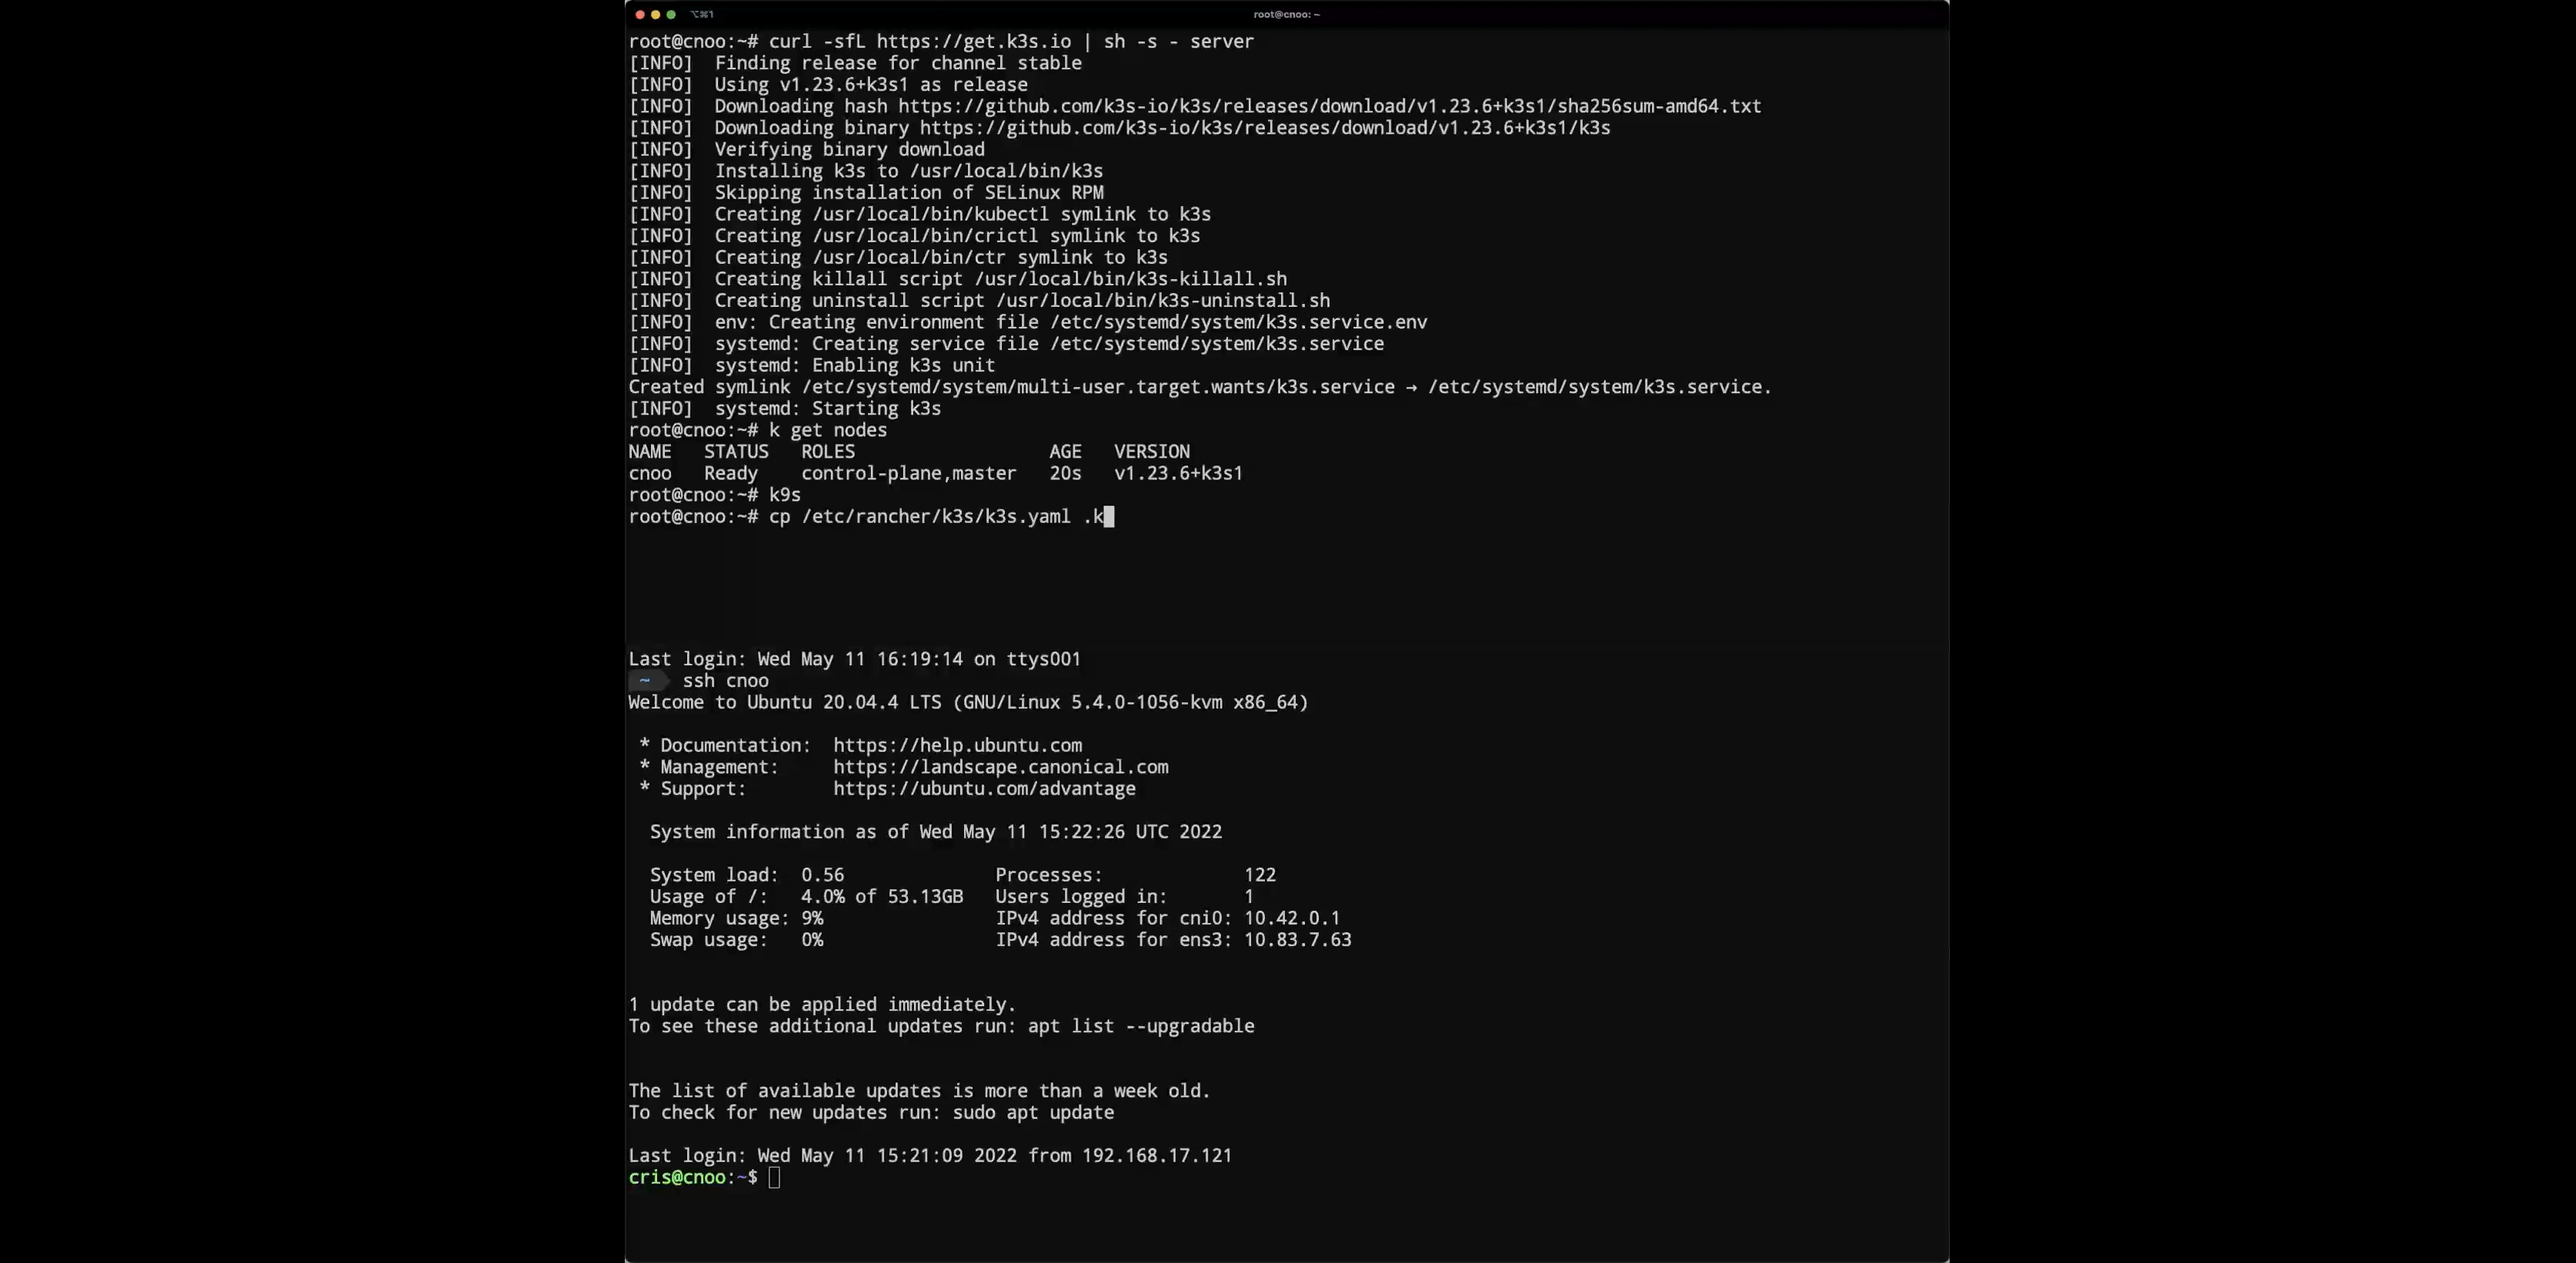 ⌥⌘1
root@cnoo: ~
root@cnoo:~# curl -sfL https://get.k3s.io | sh -s - server
[INFO]  Finding release for channel stable
[INFO]  Using v1.23.6+k3s1 as release
[INFO]  Downloading hash https://github.com/k3s-io/k3s/releases/download/v1.23.6+k3s1/sha256sum-amd64.txt
[INFO]  Downloading binary https://github.com/k3s-io/k3s/releases/download/v1.23.6+k3s1/k3s
[INFO]  Verifying binary download
[INFO]  Installing k3s to /usr/local/bin/k3s
[INFO]  Skipping installation of SELinux RPM
[INFO]  Creating /usr/local/bin/kubectl symlink to k3s
[INFO]  Creating /usr/local/bin/crictl symlink to k3s
[INFO]  Creating /usr/local/bin/ctr symlink to k3s
[INFO]  Creating killall script /usr/local/bin/k3s-killall.sh
[INFO]  Creating uninstall script /usr/local/bin/k3s-uninstall.sh
[INFO]  env: Creating environment file /etc/systemd/system/k3s.service.env
[INFO]  systemd: Creating service file /etc/systemd/system/k3s.service
[INFO]  systemd: Enabling k3s unit
Created symlink /etc/systemd/system/multi-user.target.wants/k3s.service → /etc/systemd/system/k3s.service.
[INFO]  systemd: Starting k3s
root@cnoo:~# k get nodes
NAME   STATUS   ROLES                  AGE   VERSION
cnoo   Ready    control-plane,master   20s   v1.23.6+k3s1
root@cnoo:~# k9s
root@cnoo:~# cp /etc/rancher/k3s/k3s.yaml .k
Last login: Wed May 11 16:19:14 on ttys001
~ ssh cnoo
Welcome to Ubuntu 20.04.4 LTS (GNU/Linux 5.4.0-1056-kvm x86_64)
* Documentation:  https://help.ubuntu.com
* Management:     https://landscape.canonical.com
* Support:        https://ubuntu.com/advantage
System information as of Wed May 11 15:22:26 UTC 2022
System load:  0.56              Processes:             122
Usage of /:   4.0% of 53.13GB   Users logged in:       1
Memory usage: 9%                IPv4 address for cni0: 10.42.0.1
Swap usage:   0%                IPv4 address for ens3: 10.83.7.63
1 update can be applied immediately.
To see these additional updates run: apt list --upgradable
The list of available updates is more than a week old.
To check for new updates run: sudo apt update
Last login: Wed May 11 15:21:09 2022 from 192.168.17.121
cris@cnoo:~$